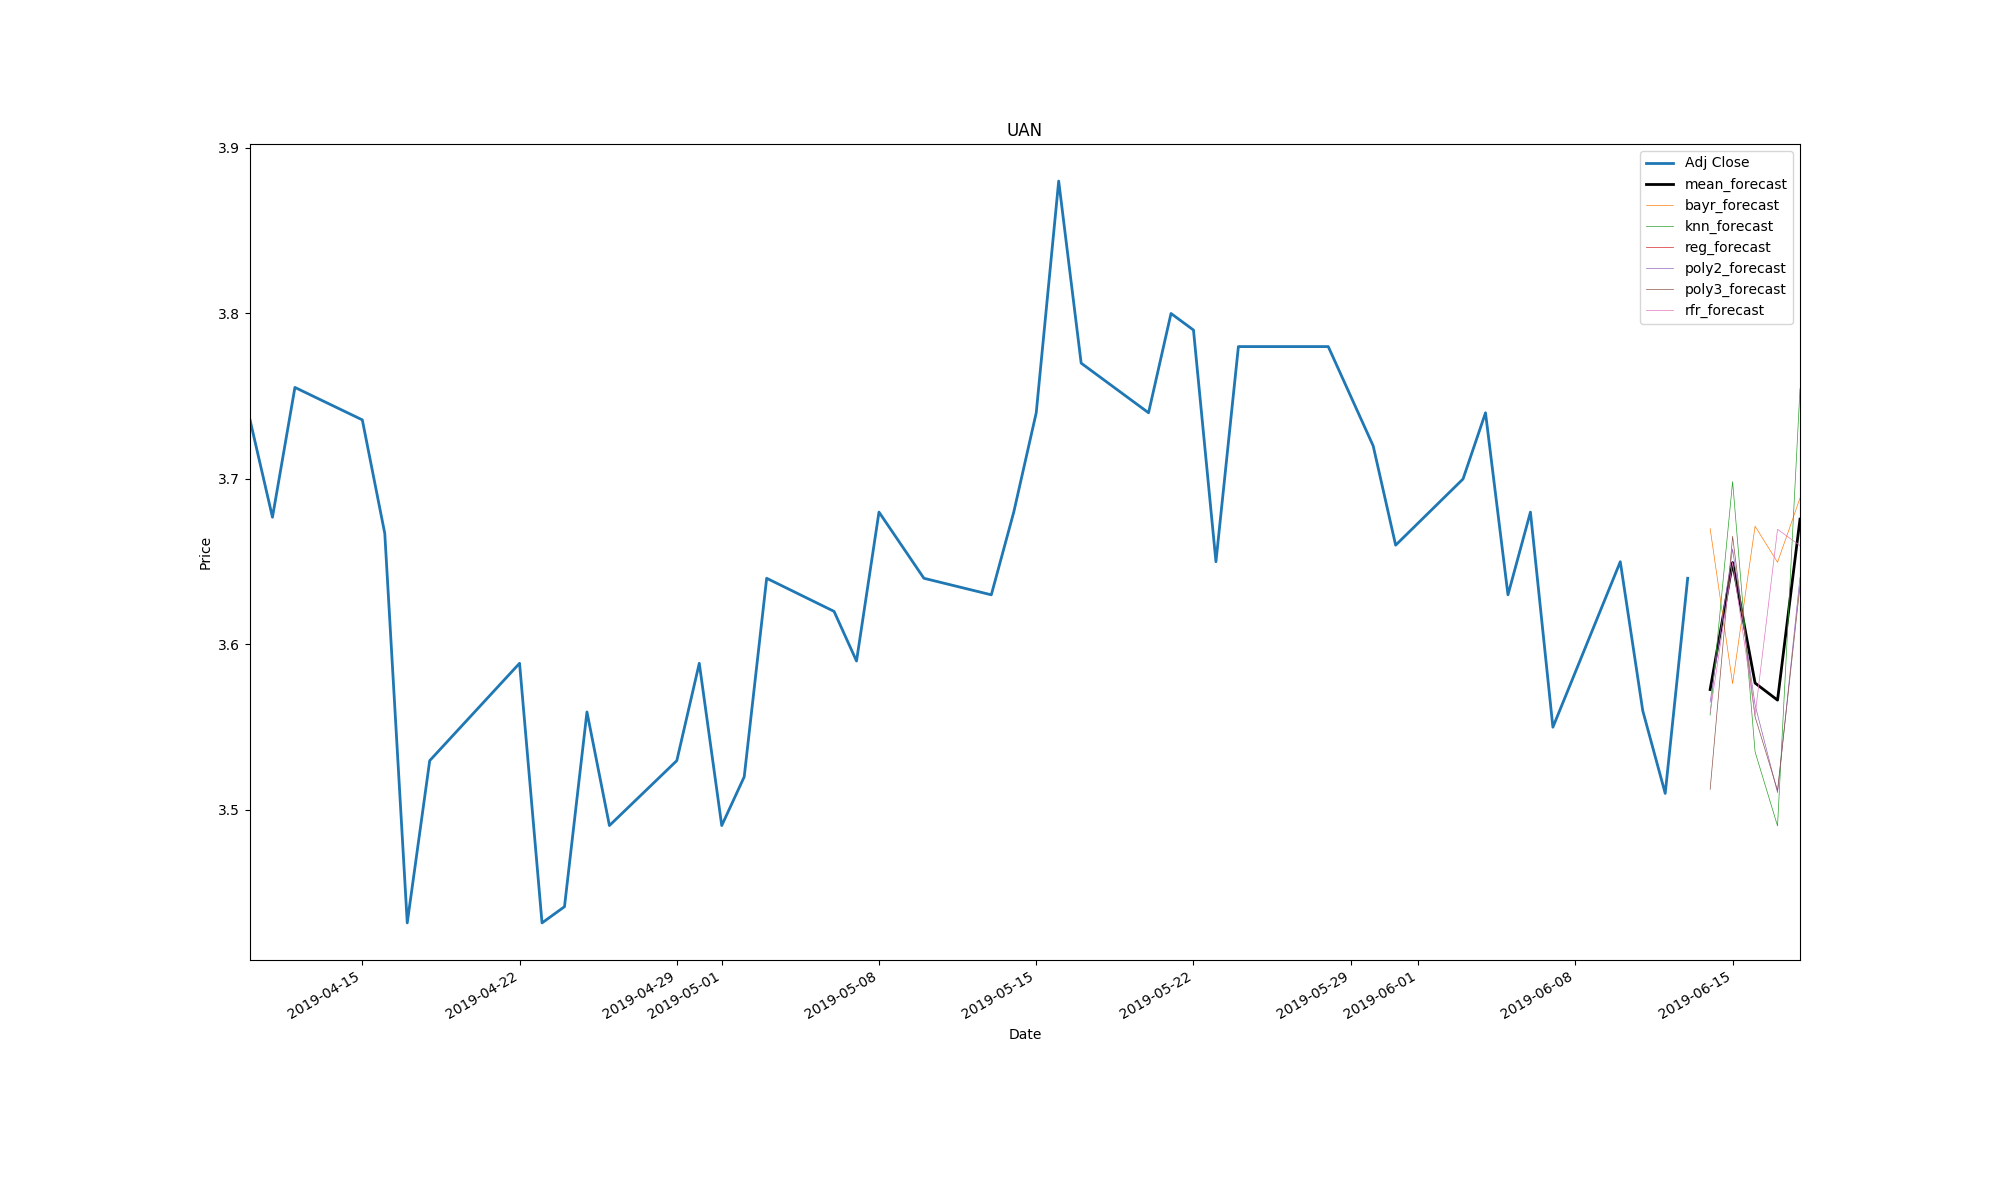 UAN
3.9
3.8
3.7
3.6
3.5
Price
Adj Close
mean_forecast
bayr_forecast
knn_forecast
reg_forecast
poly2_forecast
poly3_forecast
rfr_forecast
2019-04-15
2019-04-22
2019-04-29
2019-05-01
2019-05-08
2019-05-15
2019-05-22
2019-05-29
2019-06-01
2019-06-08
2019-06-15
Date